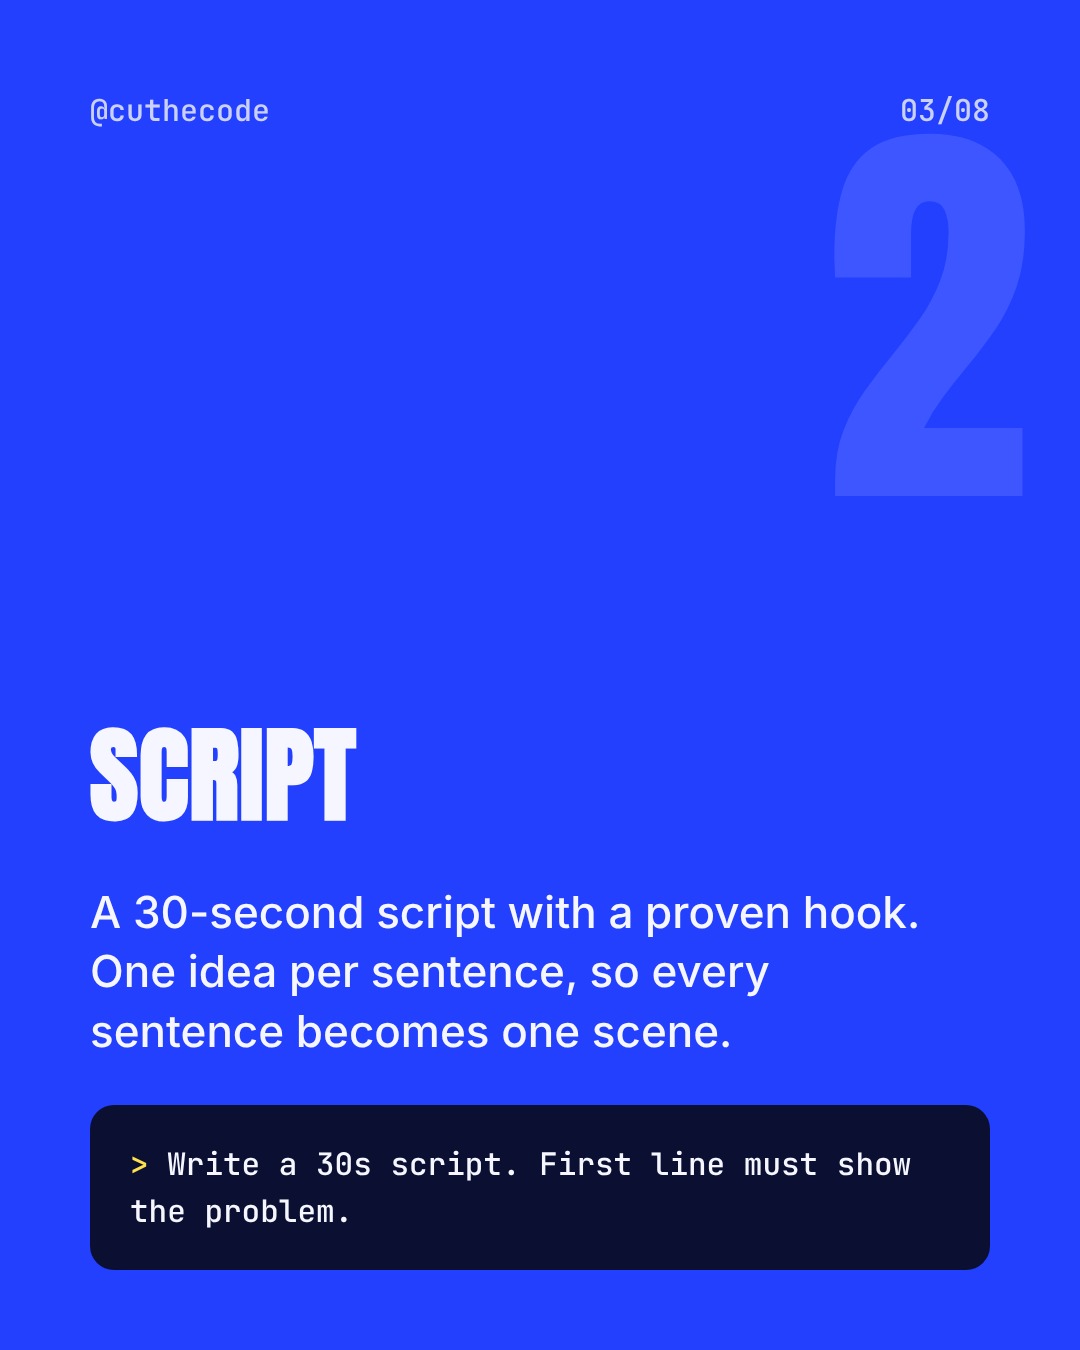 @cuthecode
03/08
2
SCRIPT
A 30-second script with a proven hook.
One idea per sentence, so every
sentence becomes one scene.
> Write a 30s script. First line must show
the problem.